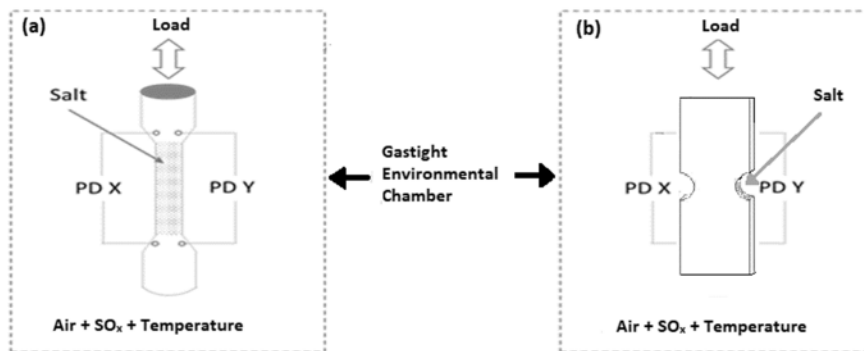 (a)
Load
Salt
PD X
PD Y
Air + SOₓ + Temperature
Gastight
Environmental
Chamber
(b)
Load
Salt
PD X
PD Y
Air + SOₓ + Temperature